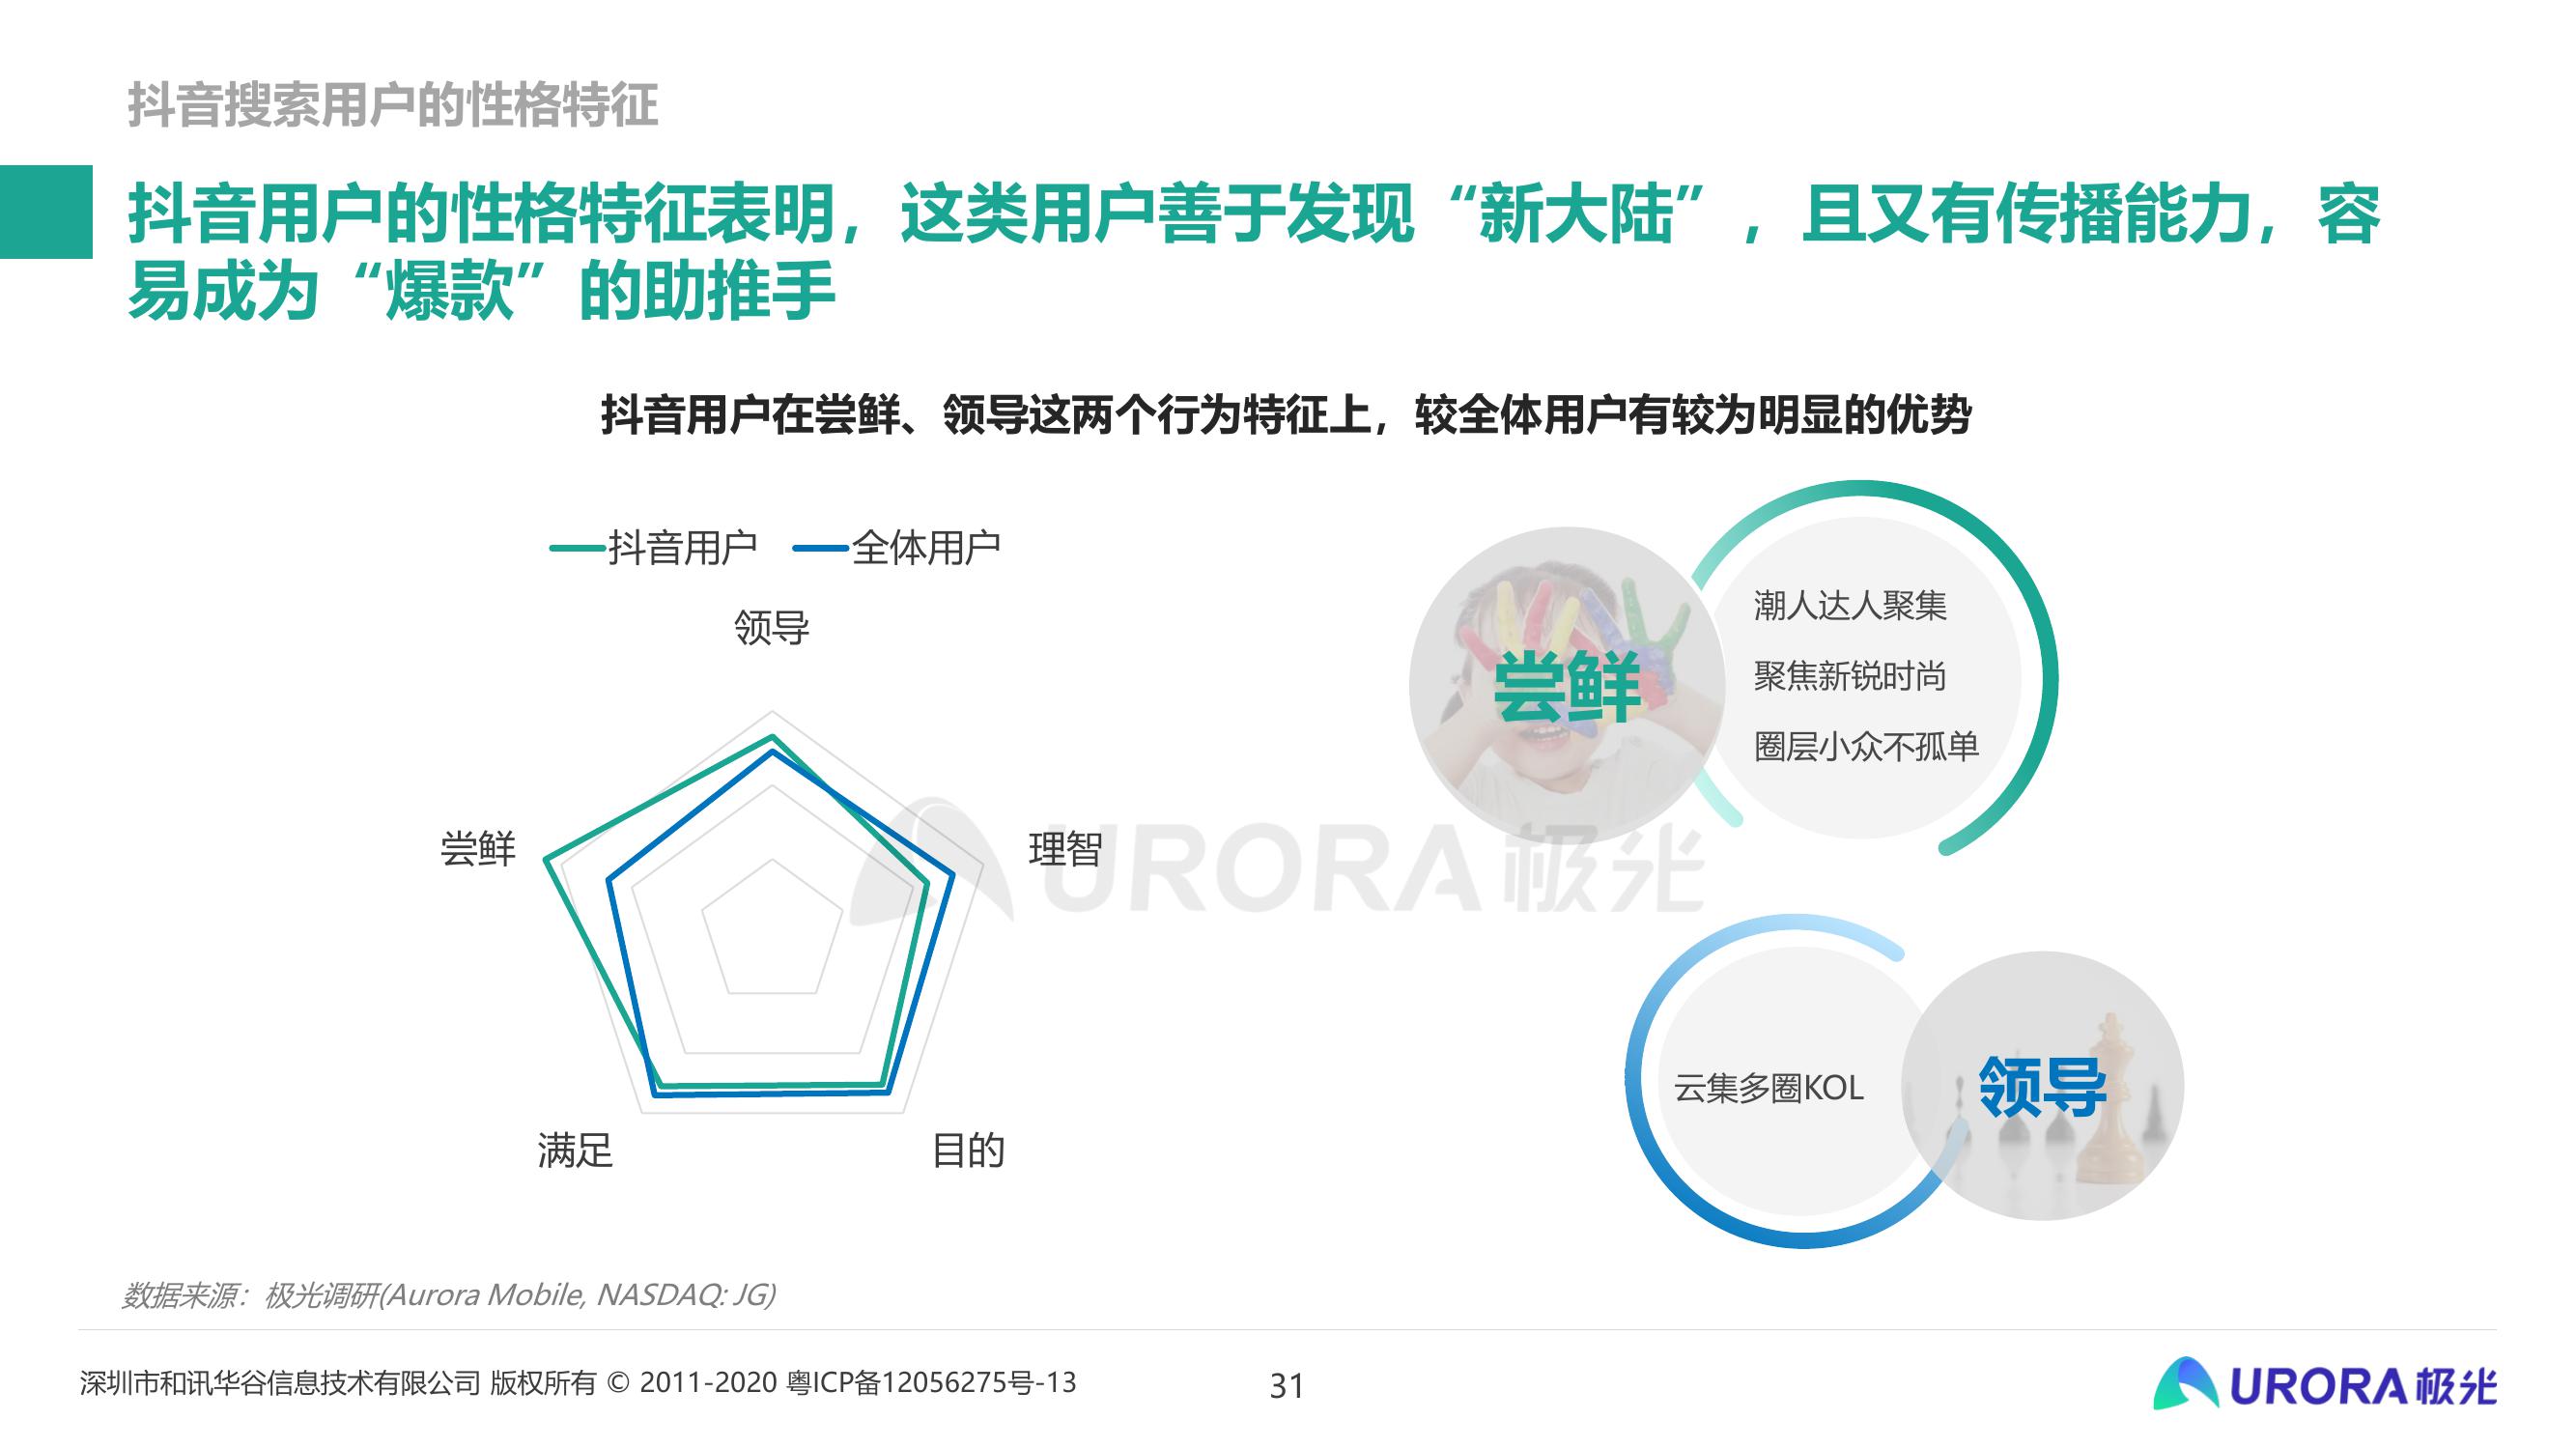 抖音搜索用户的性格特征
抖音用户的性格特征表明，这类用户善于发现“新大陆”，且又有传播能力，容
易成为“爆款”的助推手
抖音用户在尝鲜、领导这两个行为特征上，较全体用户有较为明显的优势
抖音用户 全体用户
领导
尝鲜
理智
满足
目的
尝鲜
潮人达人聚集
聚焦新锐时尚
圈层小众不孤单
URORA极光
云集多圈KOL
领导
数据来源：极光调研(Aurora Mobile, NASDAQ: JG)
深圳市和讯华谷信息技术有限公司 版权所有 © 2011-2020 粤ICP备12056275号-13
31
URORA极光